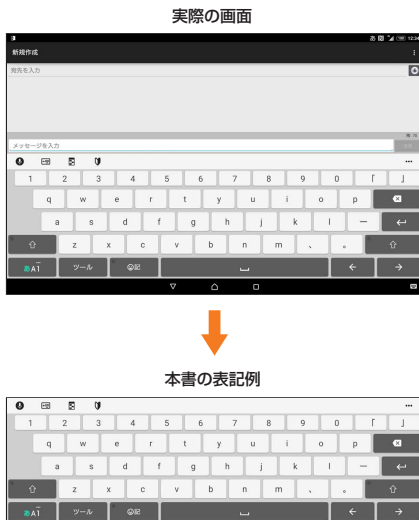 実際の画面
あ 12:34
新規作成
宛先を入力
メッセージを入力
1 2 3 4 5 6 7 8 9 0 「 」
q w e r t y u i o p
a s d f g h j k l ー
z x c v b n m 、 。
あA1 ツール 記
本書の表記例
1 2 3 4 5 6 7 8 9 0 「 」
q w e r t y u i o p
a s d f g h j k l ー
z x c v b n m 、 。
あA1 ツール 記